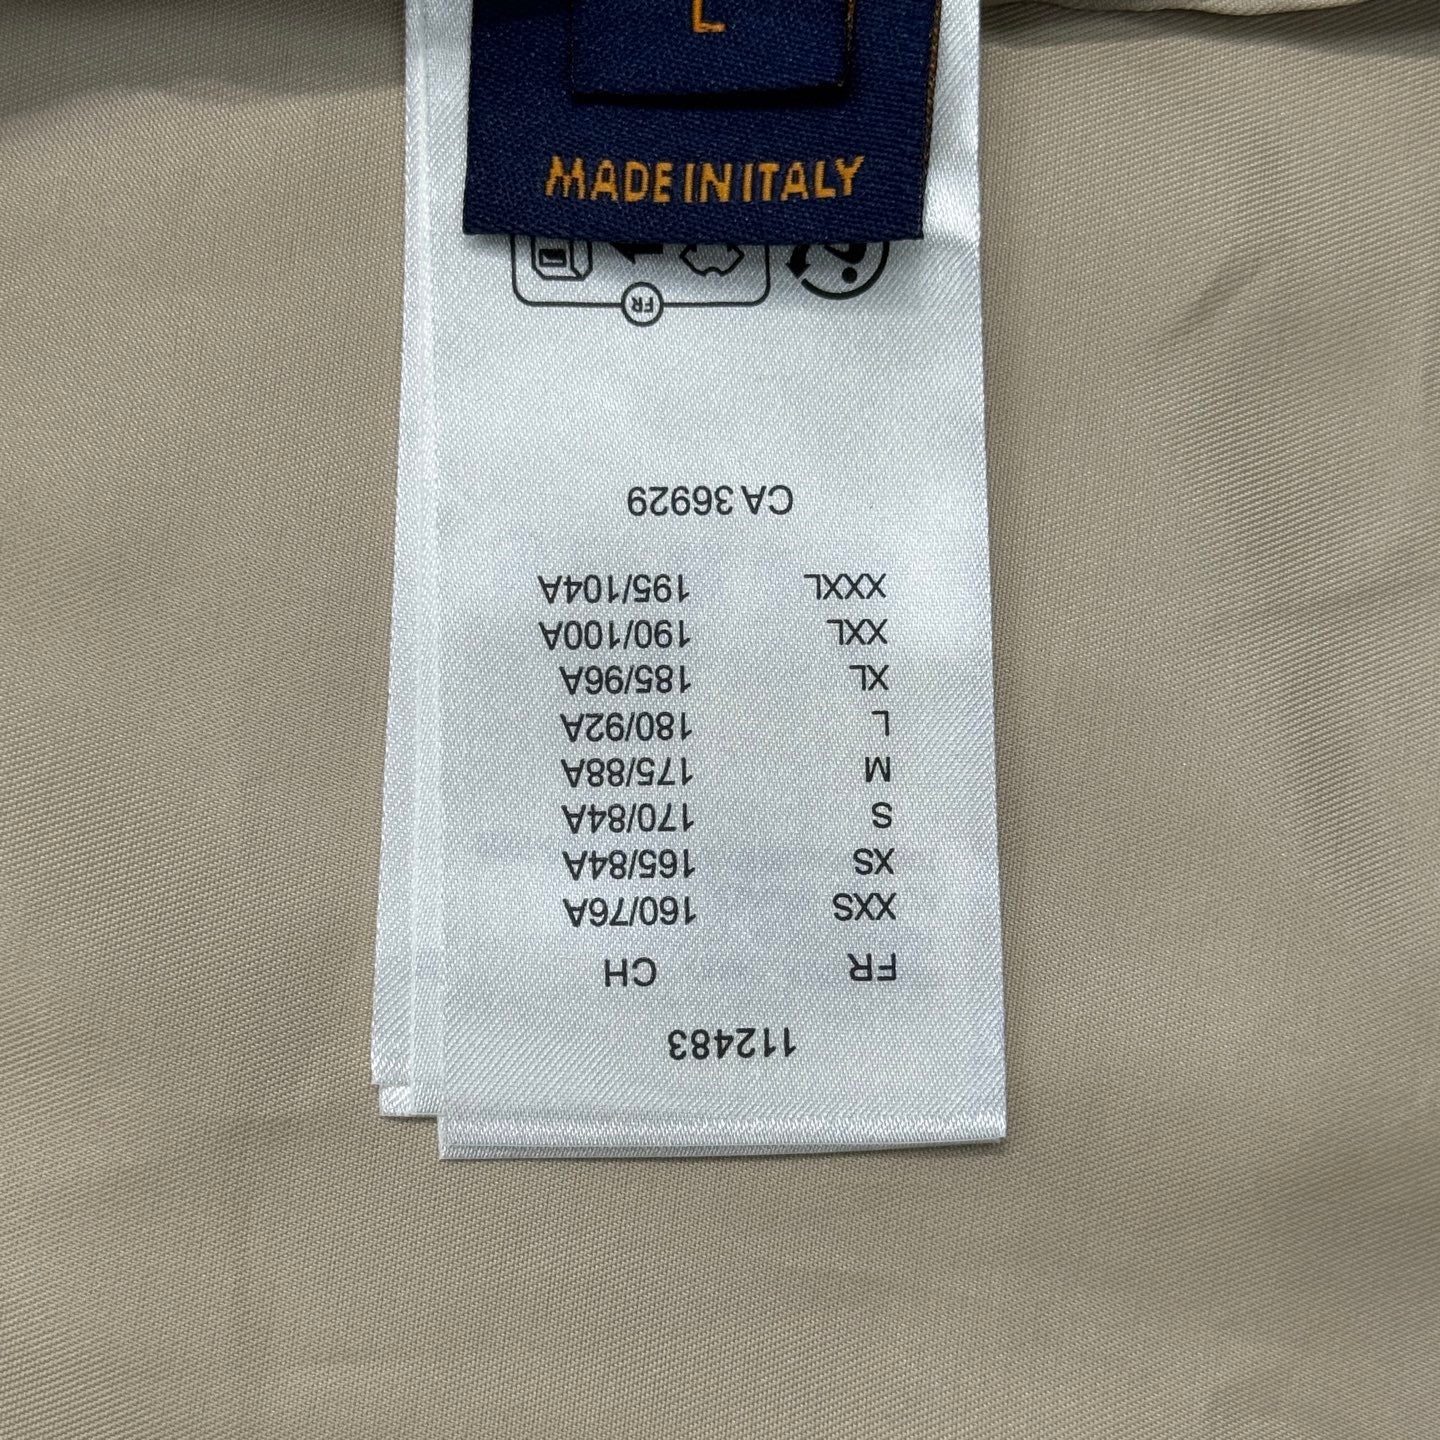 L
MADE IN ITALY
FR
112483
FR CH
XXS 160/76A
XS 165/84A
S 170/84A
M 175/88A
L 180/92A
XL 185/96A
XXL 190/100A
XXXL 195/104A
CA 36929